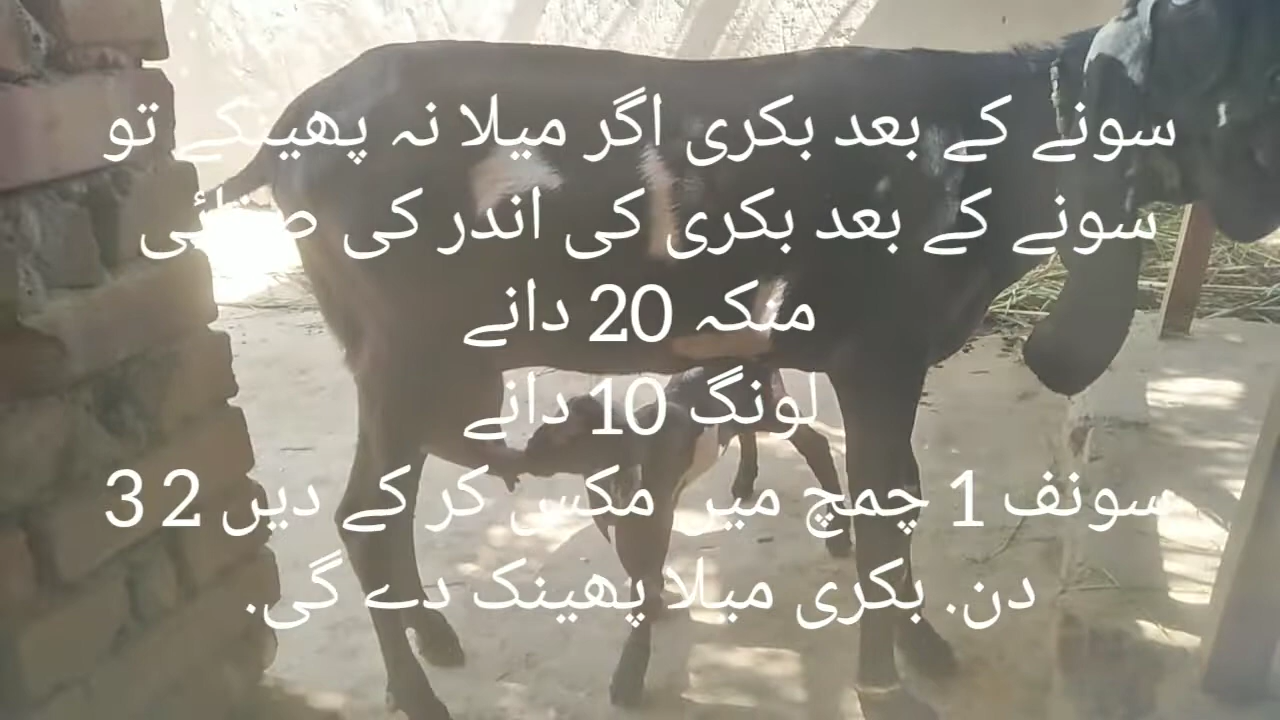 سونے کے بعد بکری اگر میلا نہ پھینکے تو
سونے کے بعد بکری کی اندر کی صفائی
منکہ 20 دانے
لونگ 10 دانے
سونف 1 چمچ میں مکس کر کے دیں 2 3
دن. بکری میلا پھینک دے گی.